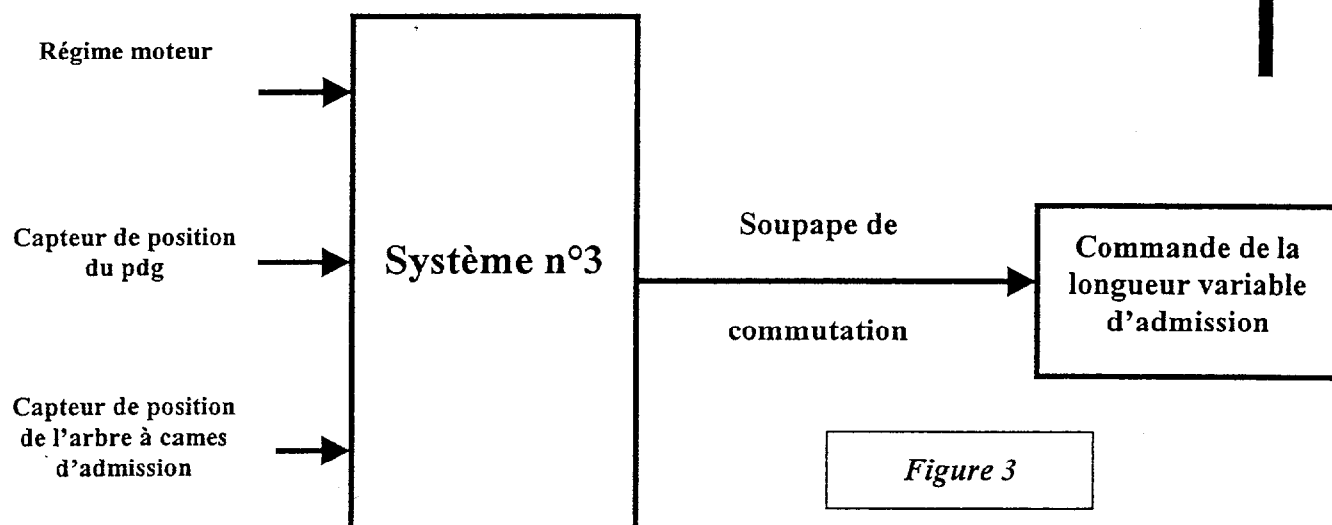 Régime moteur
Capteur de position
du pdg
Capteur de position
de l'arbre à cames
d'admission
Système n°3
Soupape de
commutation
Commande de la
longueur variable
d'admission
Figure 3